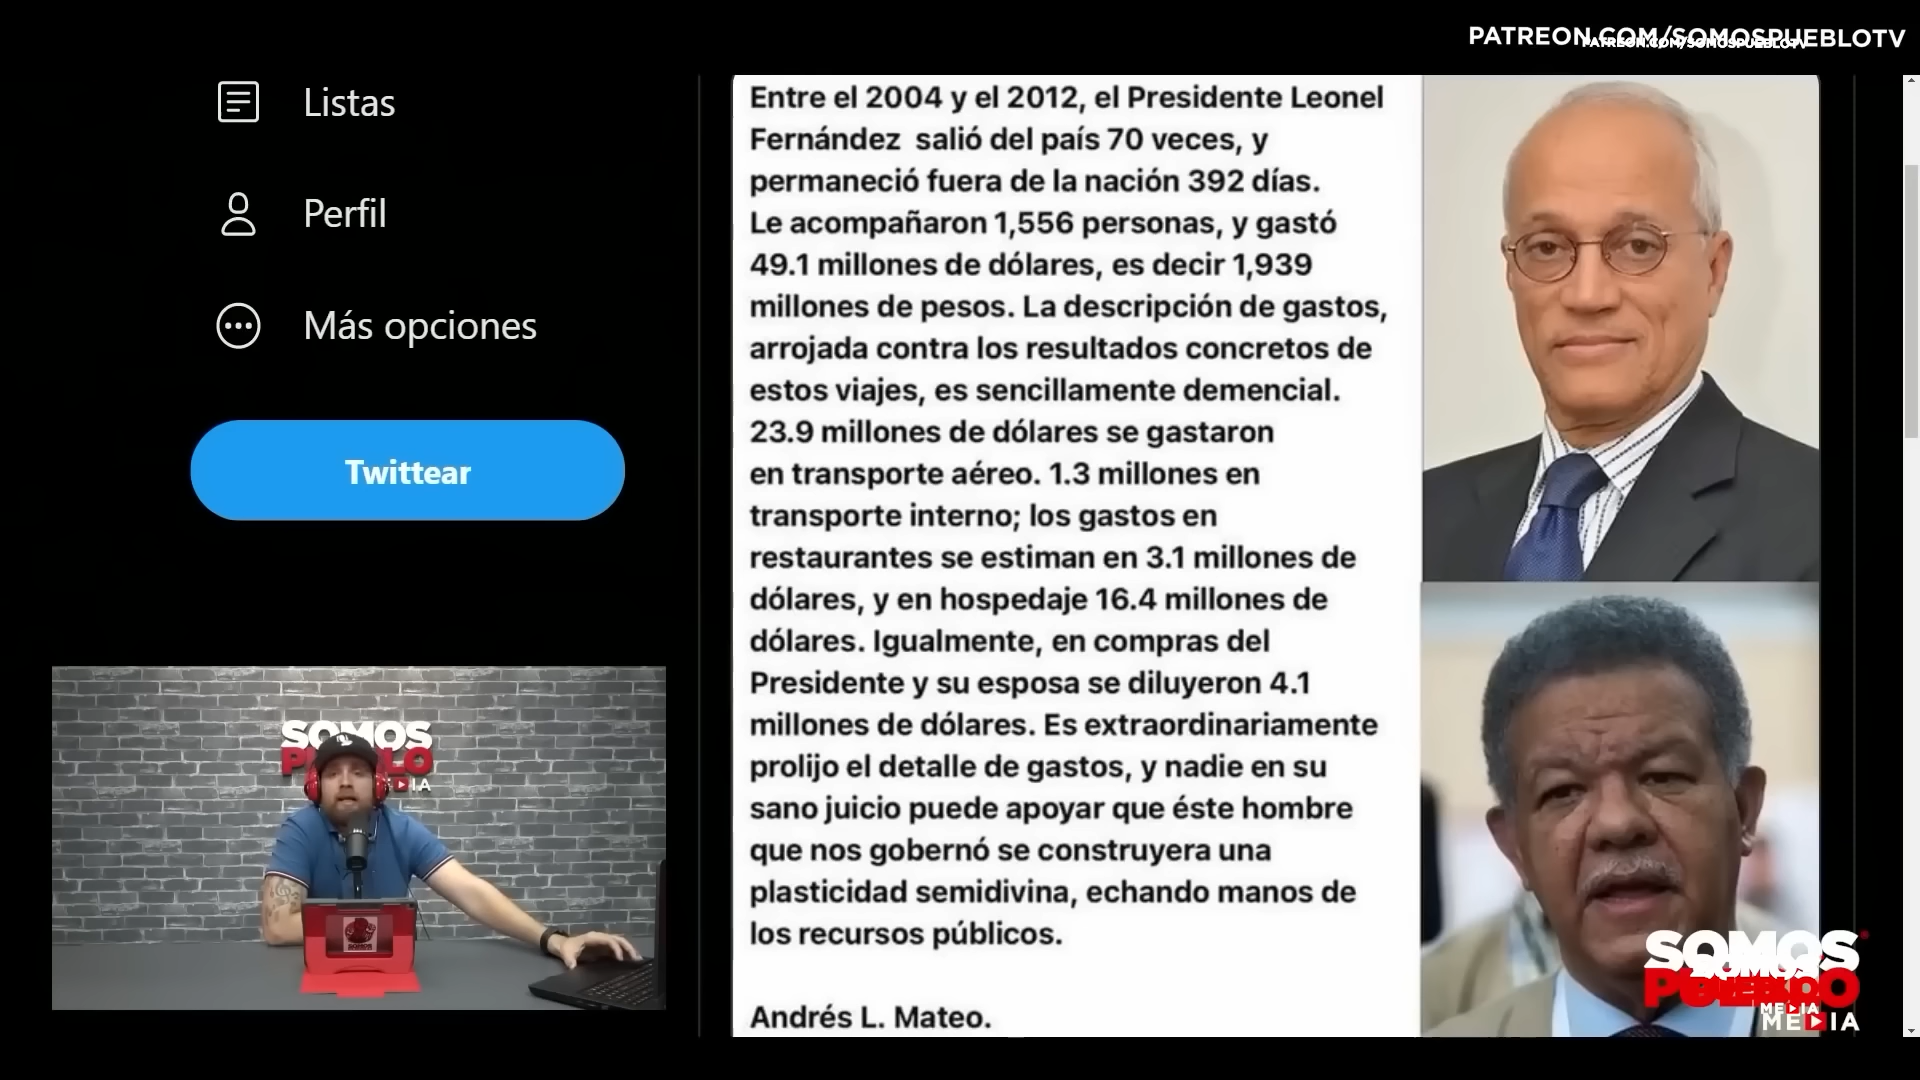 PATREON.COM/SOMOSPUEBLOTV
PATREON.COM/SOMOSPUEBLOTV
Listas
Perfil
Más opciones
Twittear
Entre el 2004 y el 2012, el Presidente Leonel
Fernández salió del país 70 veces, y
permaneció fuera de la nación 392 días.
Le acompañaron 1,556 personas, y gastó
49.1 millones de dólares, es decir 1,939
millones de pesos. La descripción de gastos,
arrojada contra los resultados concretos de
estos viajes, es sencillamente demencial.
23.9 millones de dólares se gastaron
en transporte aéreo. 1.3 millones en
transporte interno; los gastos en
restaurantes se estiman en 3.1 millones de
dólares, y en hospedaje 16.4 millones de
dólares. Igualmente, en compras del
Presidente y su esposa se diluyeron 4.1
millones de dólares. Es extraordinariamente
prolijo el detalle de gastos, y nadie en su
sano juicio puede apoyar que éste hombre
que nos gobernó se construyera una
plasticidad semidivina, echando manos de
los recursos públicos.
Andrés L. Mateo.
SOMOS
SOMOS
MEDIA
MEDIA